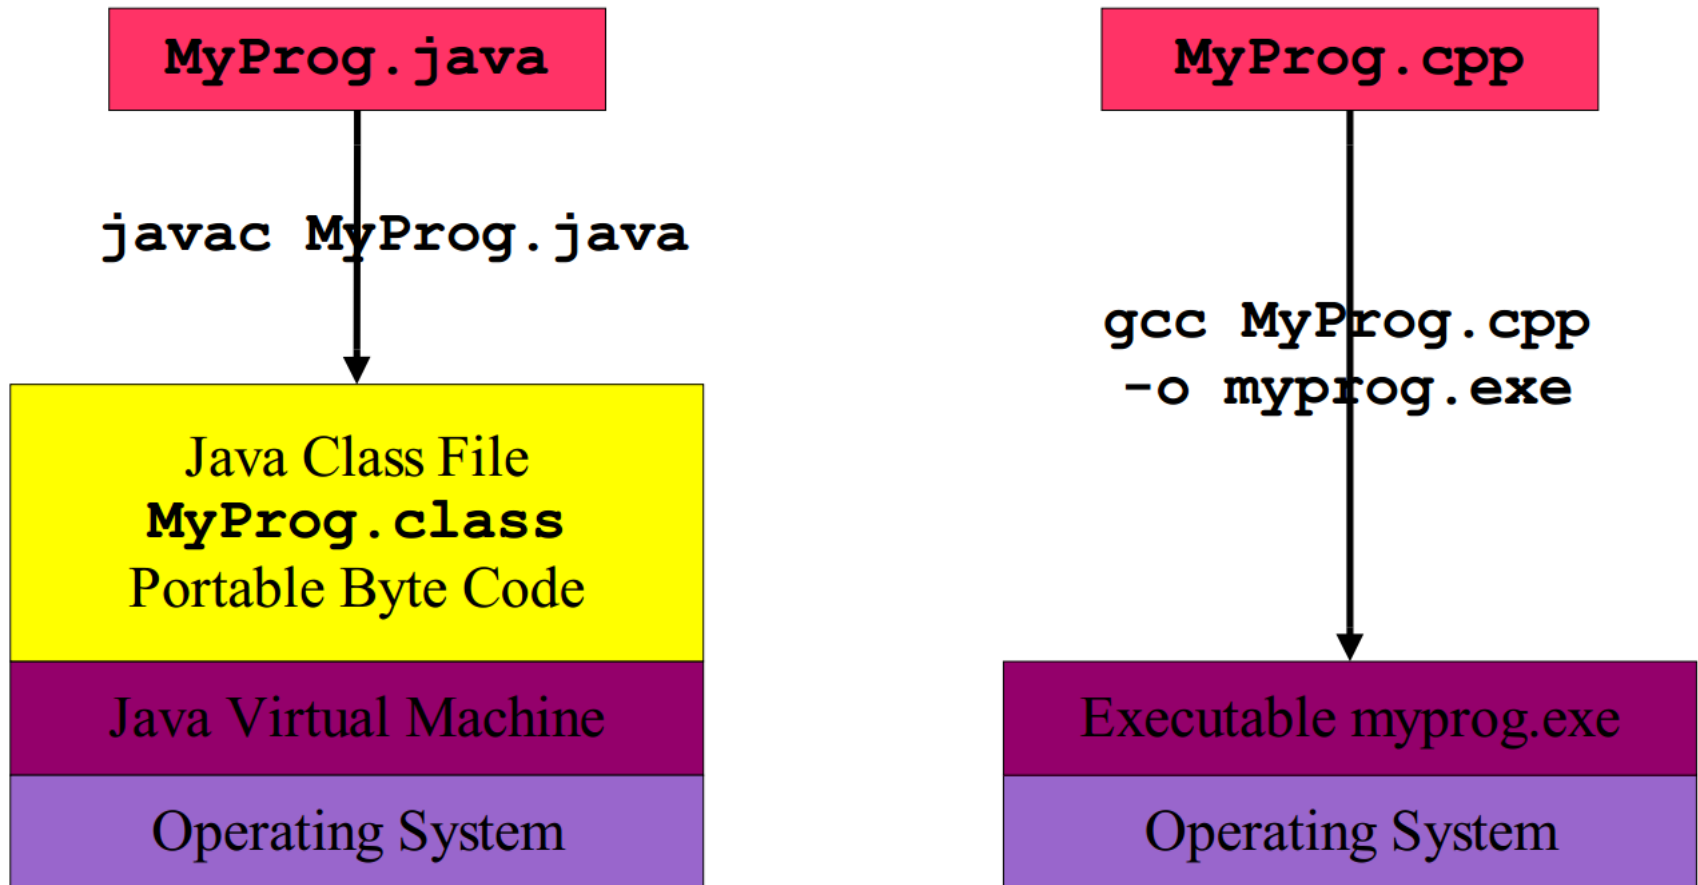 MyProg.java
javac MyProg.java
Java Class File
MyProg.class
Portable Byte Code
Java Virtual Machine
Operating System
MyProg.cpp
gcc MyProg.cpp
-o myprog.exe
Executable myprog.exe
Operating System